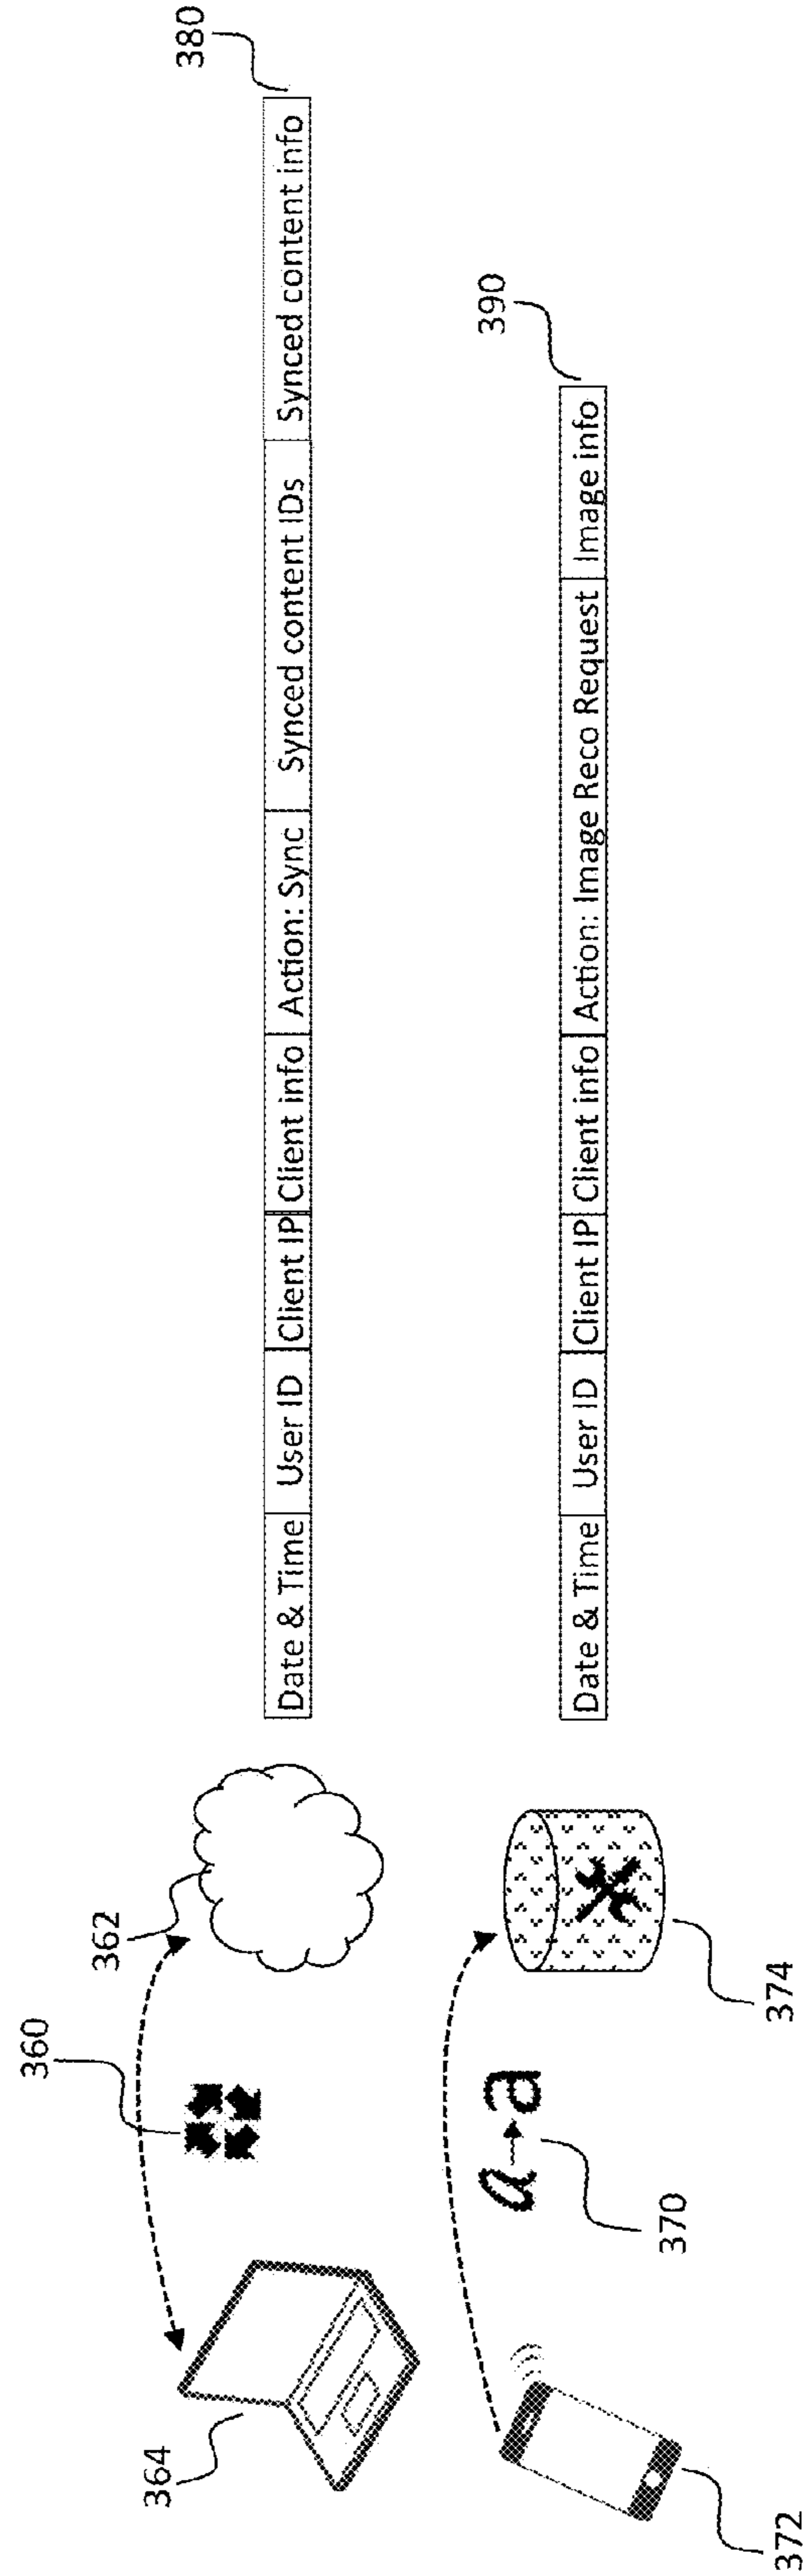 360
362
364
380
Date & Time User ID Client IP Client info Action: Sync Synced content IDs Synced content info
370
a a
372
374
390
Date & Time User ID Client IP Client info Action: Image Reco Request Image info